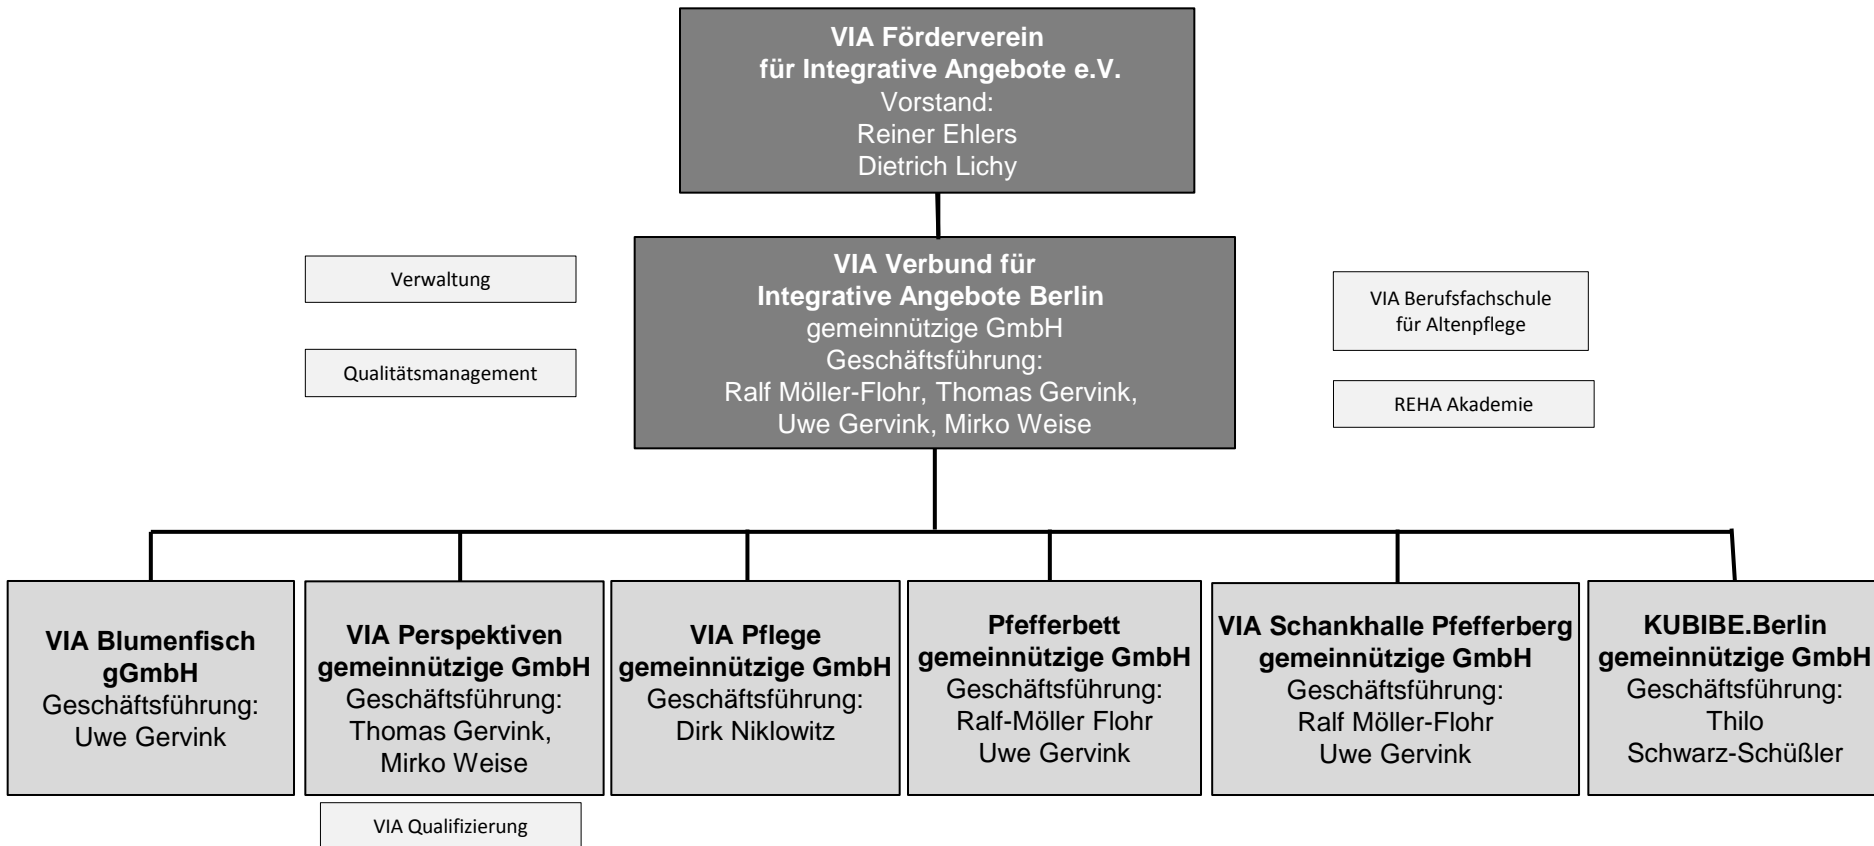 VIA Förderverein
für Integrative Angebote e.V.
Vorstand:
Reiner Ehlers
Dietrich Lichy
Verwaltung
Qualitätsmanagement
VIA Verbund für
Integrative Angebote Berlin
gemeinnützige GmbH
Geschäftsführung:
Ralf Möller-Flohr, Thomas Gervink,
Uwe Gervink, Mirko Weise
VIA Berufsfachschule
für Altenpflege
REHA Akademie
VIA Blumenfisch
gGmbH
Geschäftsführung:
Uwe Gervink
VIA Perspektiven
gemeinnützige GmbH
Geschäftsführung:
Thomas Gervink,
Mirko Weise
VIA Qualifizierung
VIA Pflege
gemeinnützige GmbH
Geschäftsführung:
Dirk Niklowitz
Pfefferbett
gemeinnützige GmbH
Geschäftsführung:
Ralf-Möller Flohr
Uwe Gervink
VIA Schankhalle Pfefferberg
gemeinnützige GmbH
Geschäftsführung:
Ralf Möller-Flohr
Uwe Gervink
KUBIBE.Berlin
gemeinnützige GmbH
Geschäftsführung:
Thilo
Schwarz-Schüßler